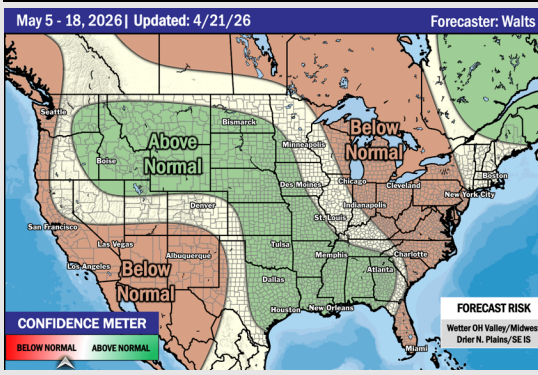 May 5 - 18, 2026| Updated: 4/21/26
Forecaster: Walts
Seattle
Bismarck
Above
Normal
Minneapolis
Below
Normal
Boise
Boston
Des Moines
Chicago
Cleveland
New York City
Denver
Indianapolis
St. Louis
San Francisco
Las Vegas
Albuquerque
Tulsa
Memphis
Charlotte
Los Angeles
Below
Normal
Dallas
Atlanta
Houston
New Orleans
Miami
CONFIDENCE METER
BELOW NORMAL
ABOVE NORMAL
FORECAST RISK
Wetter OH Valley/Midwes
Drier N. Plains/SE IS